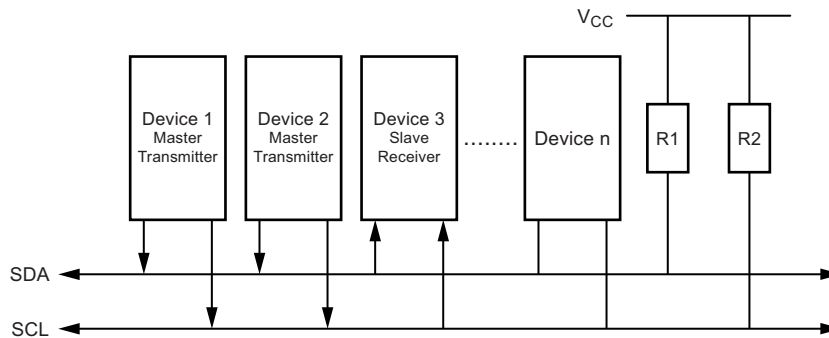 VCC
Device 1
Master
Transmitter
Device 2
Master
Transmitter
Device 3
Slave
Receiver
........
Device n
R1
R2
SDA
SCL